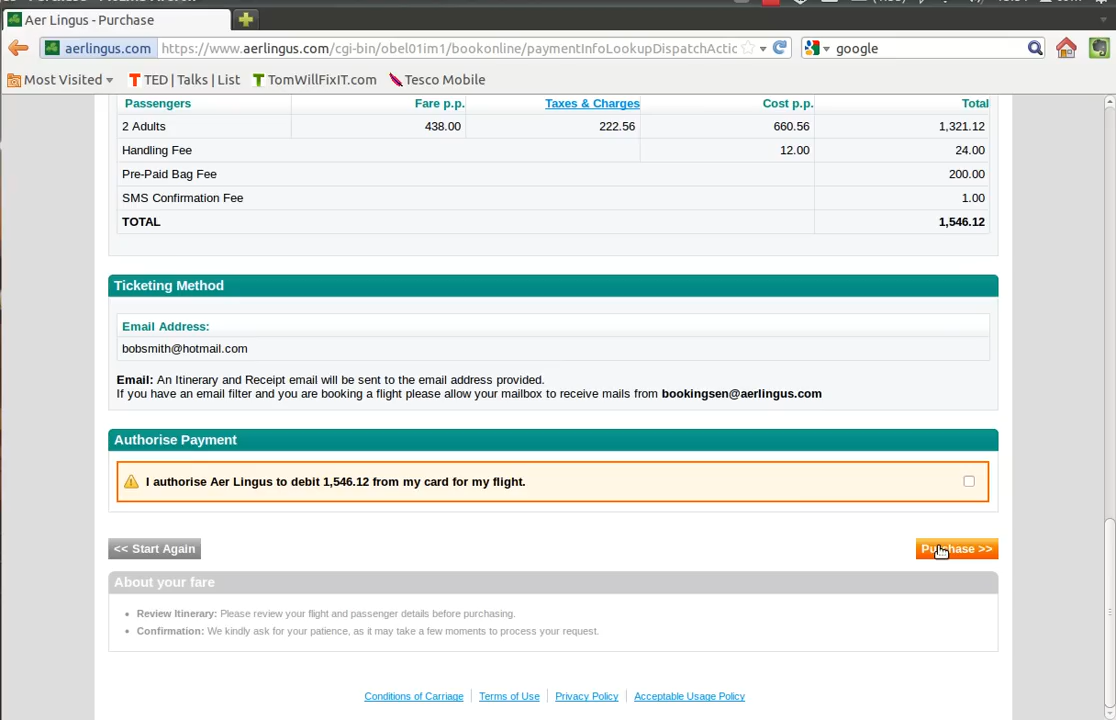 Aer Lingus - Purchase
aerlingus.com
https://www.aerlingus.com/cgi-bin/obel01im1/bookonline/paymentInfoLookupDispatchActic
google
Most Visited
TED | Talks | List
TomWillFixIT.com
Tesco Mobile
Passengers Fare p.p. Taxes & Charges Cost p.p. Total
2 Adults 438.00 222.56 660.56 1,321.12
Handling Fee 12.00 24.00
Pre-Paid Bag Fee 200.00
SMS Confirmation Fee 1.00
TOTAL 1,546.12
Ticketing Method
Email Address:
bobsmith@hotmail.com
Email: An Itinerary and Receipt email will be sent to the email address provided.
If you have an email filter and you are booking a flight please allow your mailbox to receive mails from bookingsen@aerlingus.com
Authorise Payment
I authorise Aer Lingus to debit 1,546.12 from my card for my flight.
<< Start Again
Purchase >>
About your fare
Review Itinerary: Please review your flight and passenger details before purchasing.
Confirmation: We kindly ask for your patience, as it may take a few moments to process your request.
Conditions of Carriage
Terms of Use
Privacy Policy
Acceptable Usage Policy